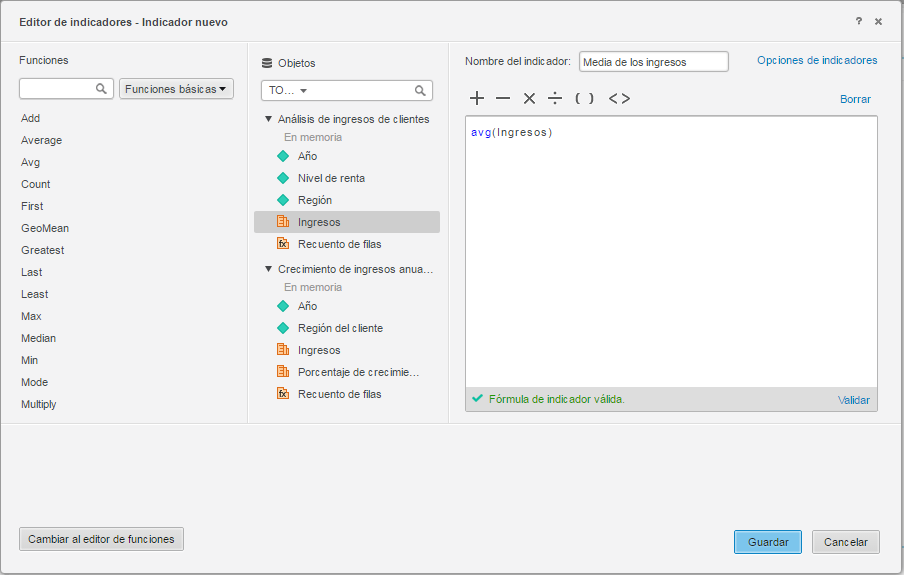 Editor de indicadores - Indicador nuevo
? ×
Funciones
Funciones básicas
Add
Average
Avg
Count
First
GeoMean
Greatest
Last
Least
Max
Median
Min
Mode
Multiply
Objetos
TO...
Análisis de ingresos de clientes
En memoria
Año
Nivel de renta
Región
Ingresos
fx Recuento de filas
Crecimiento de ingresos anua...
En memoria
Año
Región del cliente
Ingresos
Porcentaje de crecimie...
fx Recuento de filas
Nombre del indicador: Media de los ingresos
Opciones de indicadores
+ − × ÷ ( ) < >
Borrar
avg(Ingresos)
Fórmula de indicador válida.
Validar
Cambiar al editor de funciones
Guardar
Cancelar